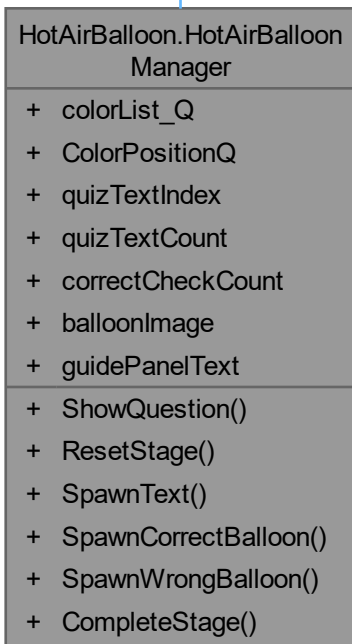 HotAirBalloon.HotAirBalloon
Manager
+ colorList_Q
+ ColorPositionQ
+ quizTextIndex
+ quizTextCount
+ correctCheckCount
+ balloonImage
+ guidePanelText
+ ShowQuestion()
+ ResetStage()
+ SpawnText()
+ SpawnCorrectBalloon()
+ SpawnWrongBalloon()
+ CompleteStage()